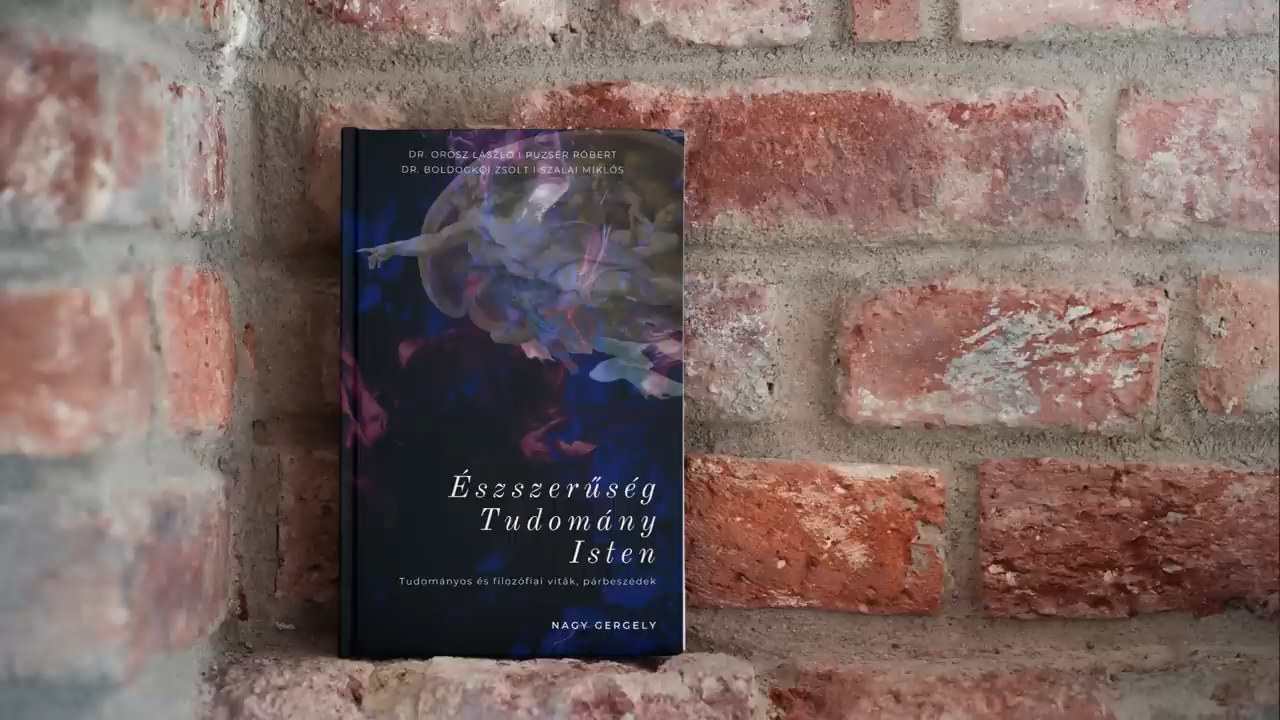 DR. OROSZ LÁSZLÓ I PUZSÉR RÓBERT
DR. BOLDOGKŐI ZSOLT I SZALAI MIKLÓS
Észszerűség
Tudomány
Isten
Tudományos és filozófiai viták, párbeszédek
NAGY GERGELY